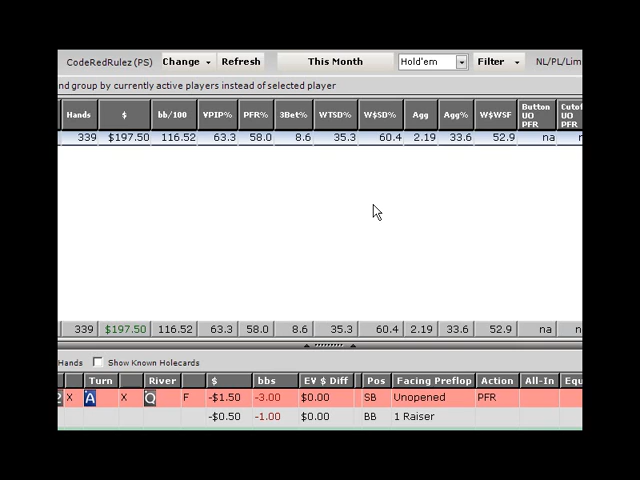 CodeRedRulez (PS) Change Refresh This Month Hold'em Filter NL/PL/Lim
nd group by currently active players instead of selected player
Hands $ bb/100 VPIP% PFR% 3Bet% WTSD% W$SD% Agg Agg% W$WSF Button UO PFR Cutof UO PFR
339 $197.50 116.52 63.3 58.0 8.6 35.3 60.4 2.19 33.6 52.9 na na
339 $197.50 116.52 63.3 58.0 8.6 35.3 60.4 2.19 33.6 52.9 na
Hands Show Known Holecards
Turn River $ bbs EV $ Diff Pos Facing Preflop Action All-In Equ
X A X Q F -$1.50 -3.00 $0.00 SB Unopened PFR
-$0.50 -1.00 $0.00 BB 1 Raiser